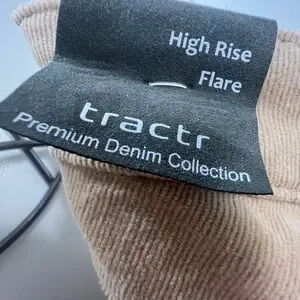 High Rise
Flare
tractr
Premium Denim Collection